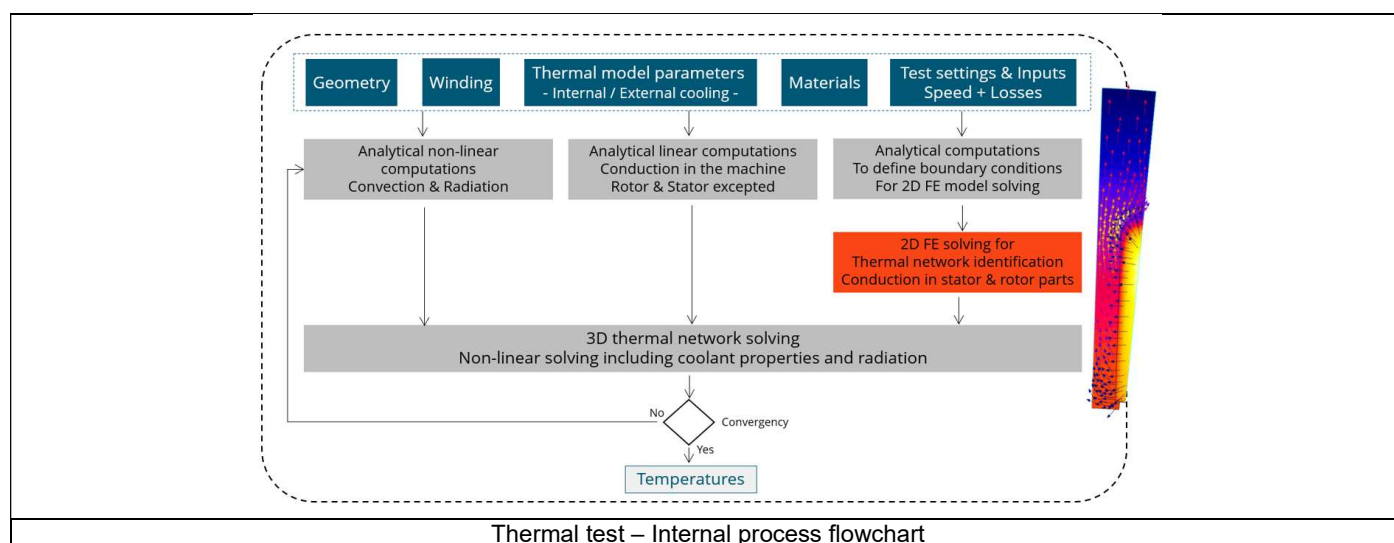 Geometry
Winding
Thermal model parameters
- Internal / External cooling -
Materials
Test settings & Inputs
Speed + Losses
Analytical non-linear
computations
Convection & Radiation
Analytical linear computations
Conduction in the machine
Rotor & Stator excepted
Analytical computations
To define boundary conditions
For 2D FE model solving
2D FE solving for
Thermal network identification
Conduction in stator & rotor parts
3D thermal network solving
Non-linear solving including coolant properties and radiation
No
Convergency
Yes
Temperatures
Thermal test – Internal process flowchart